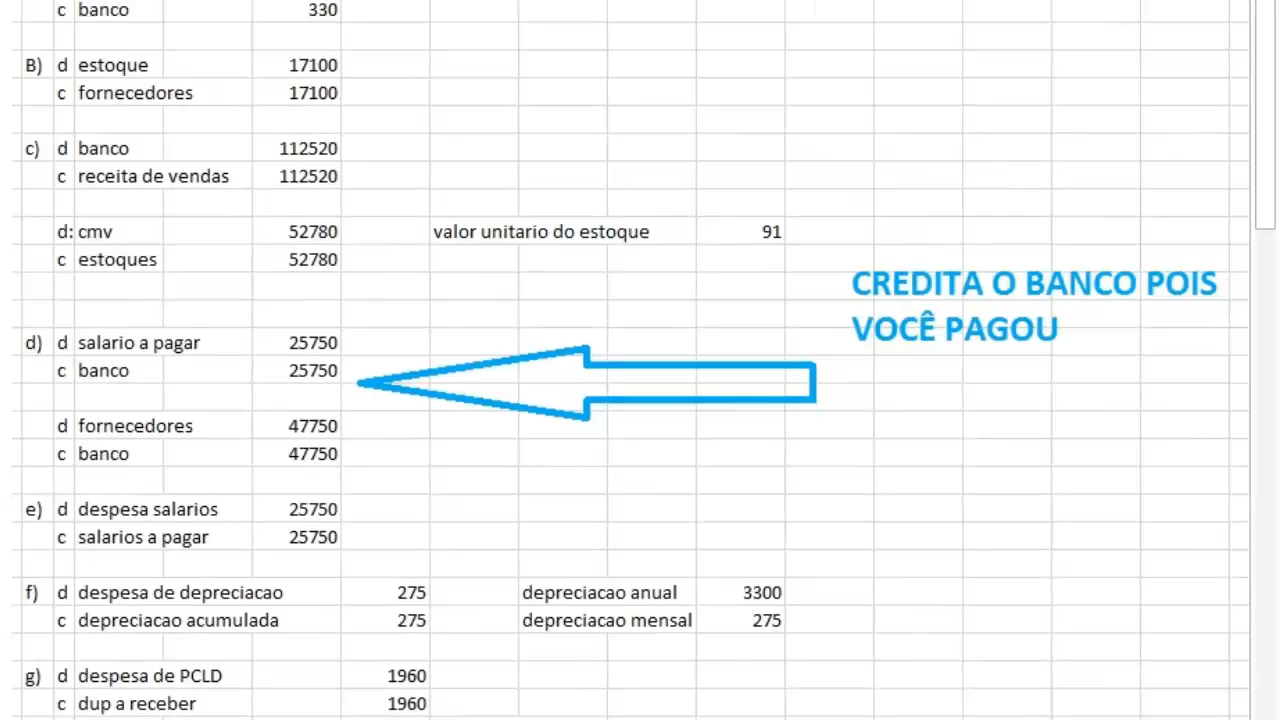 c banco 330
B) d estoque 17100
c fornecedores 17100
c) d banco 112520
c receita de vendas 112520
d: cmv 52780 valor unitario do estoque 91
c estoques 52780
CREDITA O BANCO POIS
VOCÊ PAGOU
d) d salario a pagar 25750
c banco 25750
d fornecedores 47750
c banco 47750
e) d despesa salarios 25750
c salarios a pagar 25750
f) d despesa de depreciacao 275 depreciacao anual 3300
c depreciacao acumulada 275 depreciacao mensal 275
g) d despesa de PCLD 1960
c dup a receber 1960